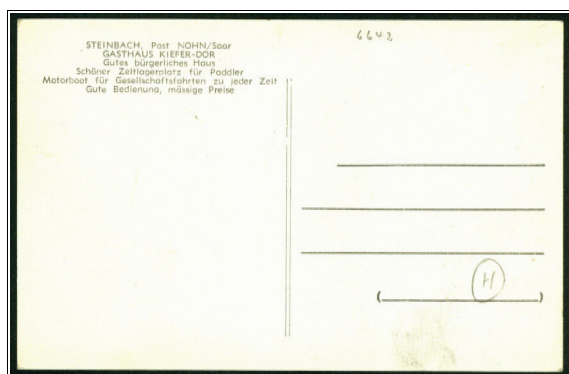 STEINBACH, Post NOHN/Saar
GASTHAUS KIEFER-DOR
Gutes bürgerliches Haus
Schöner Zeltlagerplatz für Paddler
Motorboot für Gesellschaftsfahrten zu jeder Zeit
Gute Bedienung, mässige Preise
6642
( )
H